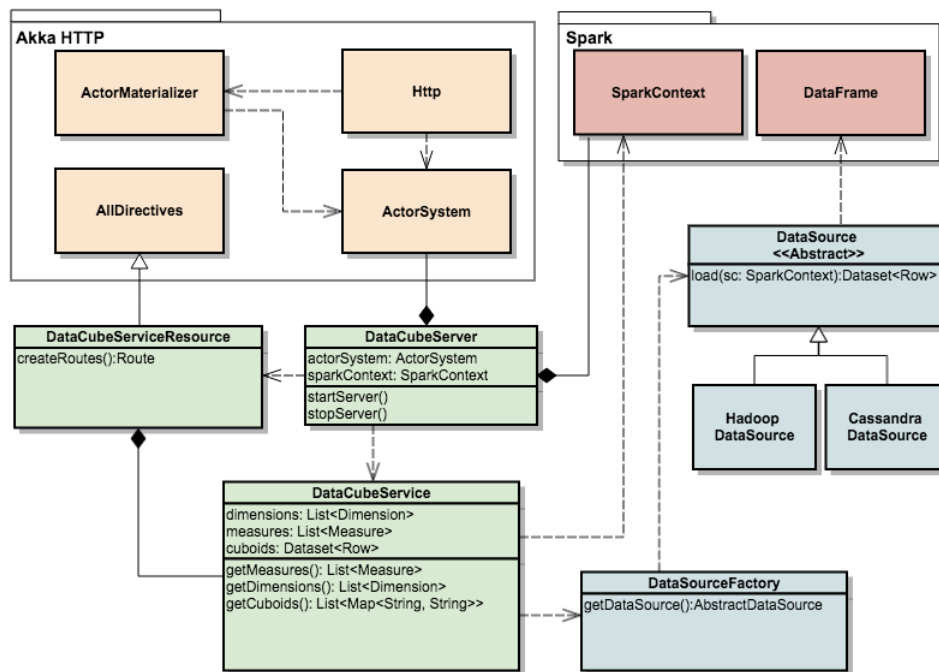 Akka HTTP
Spark
ActorMaterializer
Http
SparkContext
DataFrame
AllDirectives
ActorSystem
DataSource
<<Abstract>>
load(sc: SparkContext):Dataset<Row>
DataCubeServiceResource
createRoutes():Route
DataCubeServer
actorSystem: ActorSystem
sparkContext: SparkContext
startServer()
stopServer()
Hadoop
DataSource
Cassandra
DataSource
DataCubeService
dimensions: List<Dimension>
measures: List<Measure>
cuboids: Dataset<Row>
getMeasures(): List<Measure>
getDimensions(): List<Dimension>
getCuboids(): List<Map<String, String>>
DataSourceFactory
getDataSource():AbstractDataSource